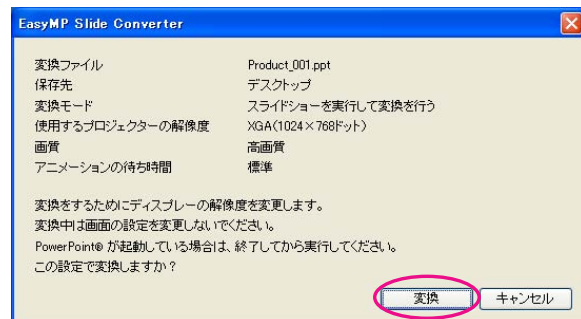 EasyMP Slide Converter
変換ファイル Product_001.ppt
保存先 デスクトップ
変換モード スライドショーを実行して変換を行う
使用するプロジェクターの解像度 XGA(1024×768ドット)
画質 高画質
アニメーションの待ち時間 標準
変換をするためにディスプレーの解像度を変更します。
変換中は画面の設定を変更しないでください。
PowerPoint® が起動している場合は、終了してから実行してください。
この設定で変換しますか?
変換 キャンセル